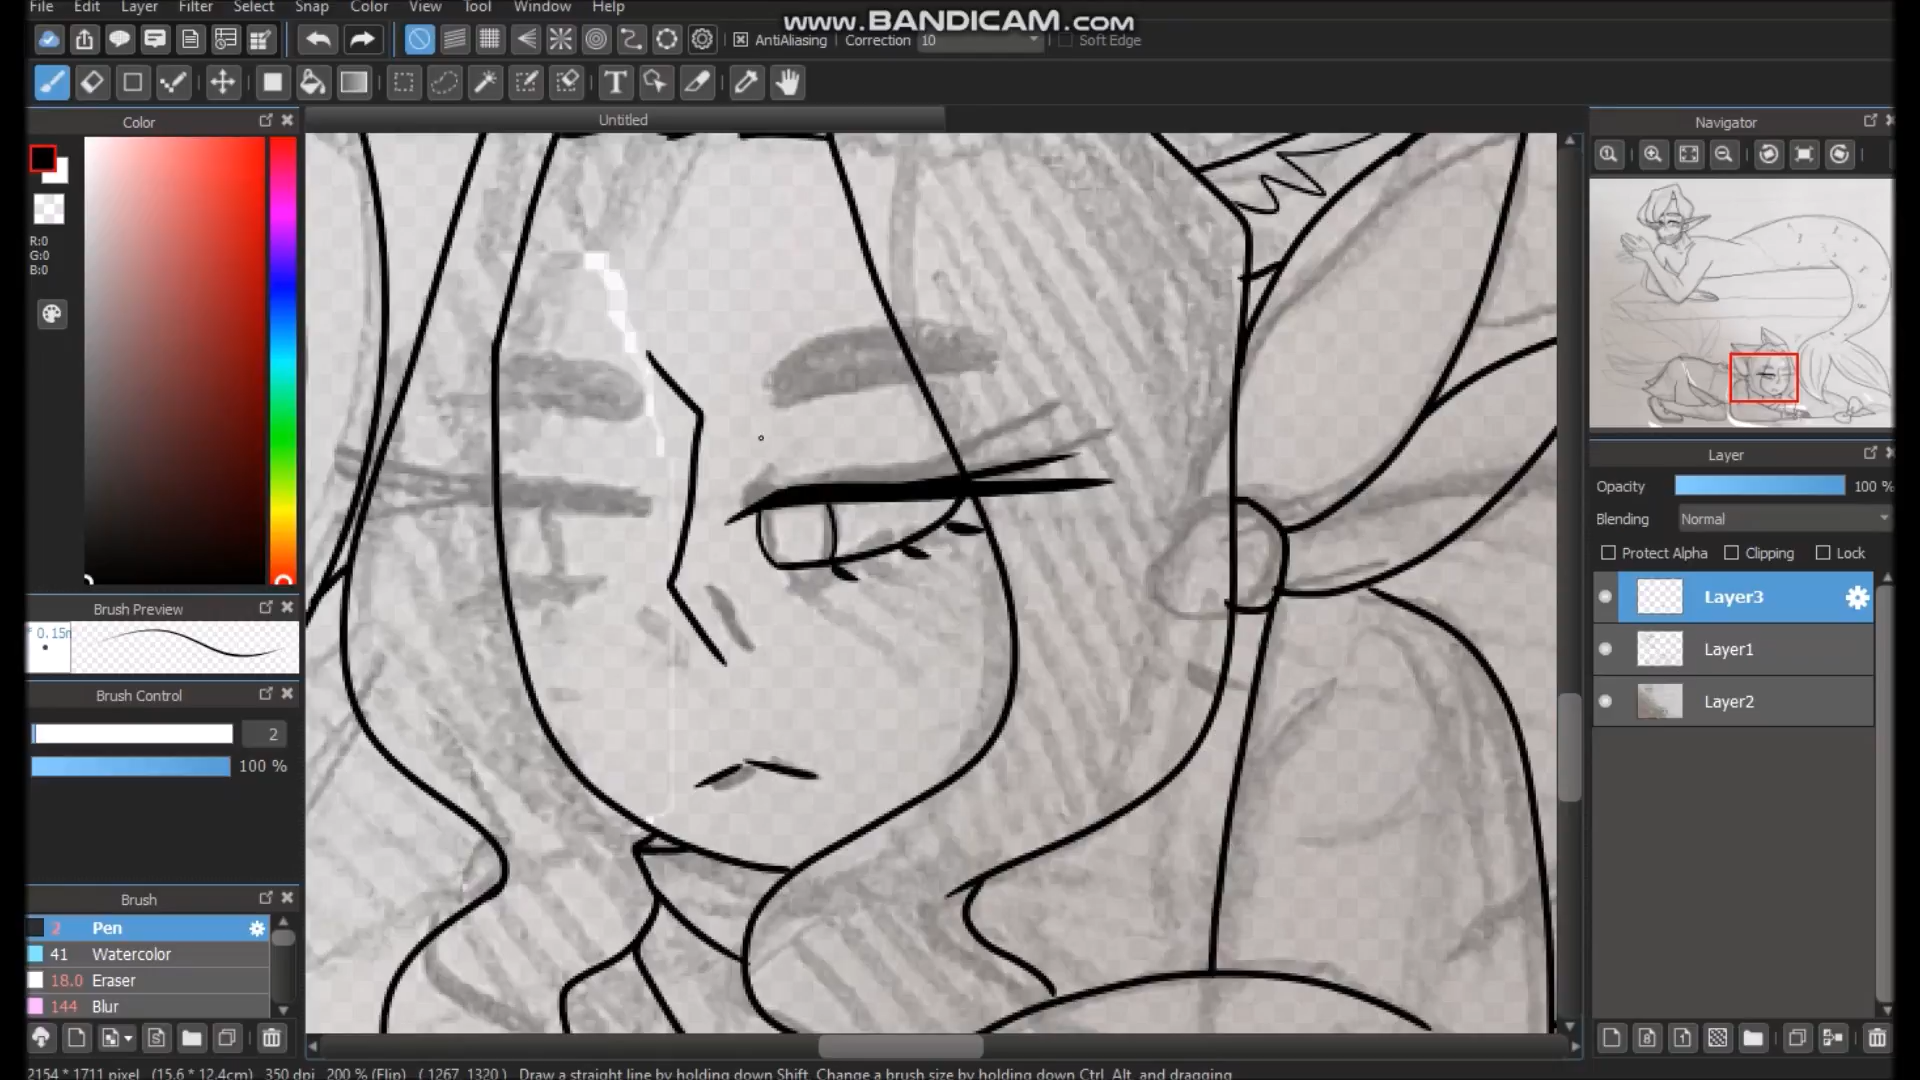 File Edit Layer Filter Select Snap Color View Tool Window Help
www.BANDICAM.com
AntiAliasing Correction 10 Soft Edge
Color
Untitled
Navigator
R:0
G:0
B:0
Layer
Opacity 100 %
Blending Normal
Protect Alpha Clipping Lock
Layer3
Layer1
Layer2
Brush Preview
0.15
Brush Control
2
100 %
Brush
2 Pen
41 Watercolor
18.0 Eraser
144 Blur
2154 * 1711 pixel (15.6 * 12.4cm) 350 dpi 200 % (Flip) ( 1267, 1320) Draw a straight line by holding down Shift, Change a brush size by holding down Ctrl, Alt, and dragging